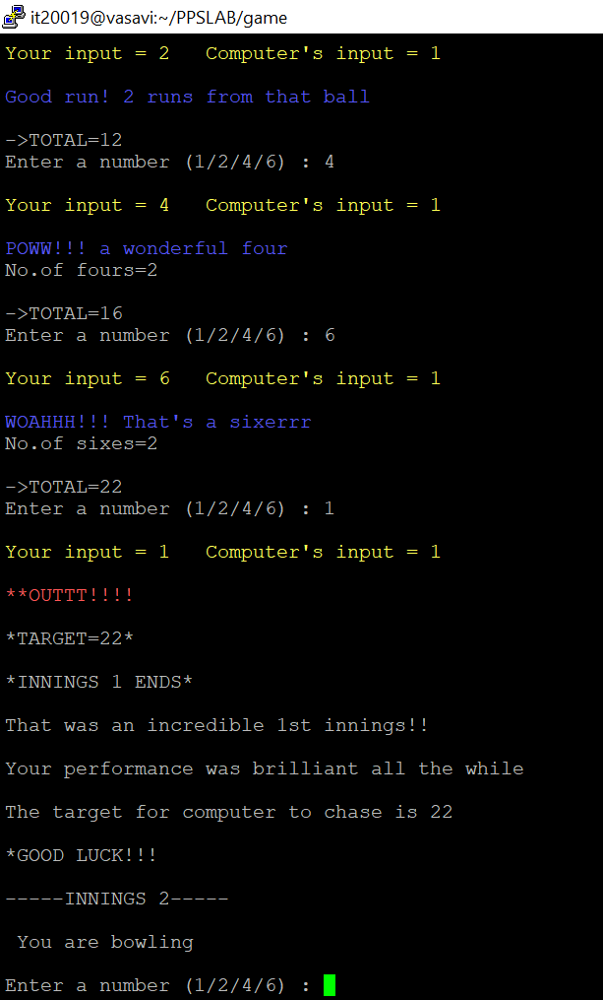 it20019@vasavi:~/PPSLAB/game
Your input = 2   Computer's input = 1
Good run! 2 runs from that ball
->TOTAL=12
Enter a number (1/2/4/6) : 4
Your input = 4   Computer's input = 1
POWW!!! a wonderful four
No.of fours=2
->TOTAL=16
Enter a number (1/2/4/6) : 6
Your input = 6   Computer's input = 1
WOAHHH!!! That's a sixerrr
No.of sixes=2
->TOTAL=22
Enter a number (1/2/4/6) : 1
Your input = 1   Computer's input = 1
**OUTTT!!!!
*TARGET=22*
*INNINGS 1 ENDS*
That was an incredible 1st innings!!
Your performance was brilliant all the while
The target for computer to chase is 22
*GOOD LUCK!!!
-----INNINGS 2-----
You are bowling
Enter a number (1/2/4/6) :